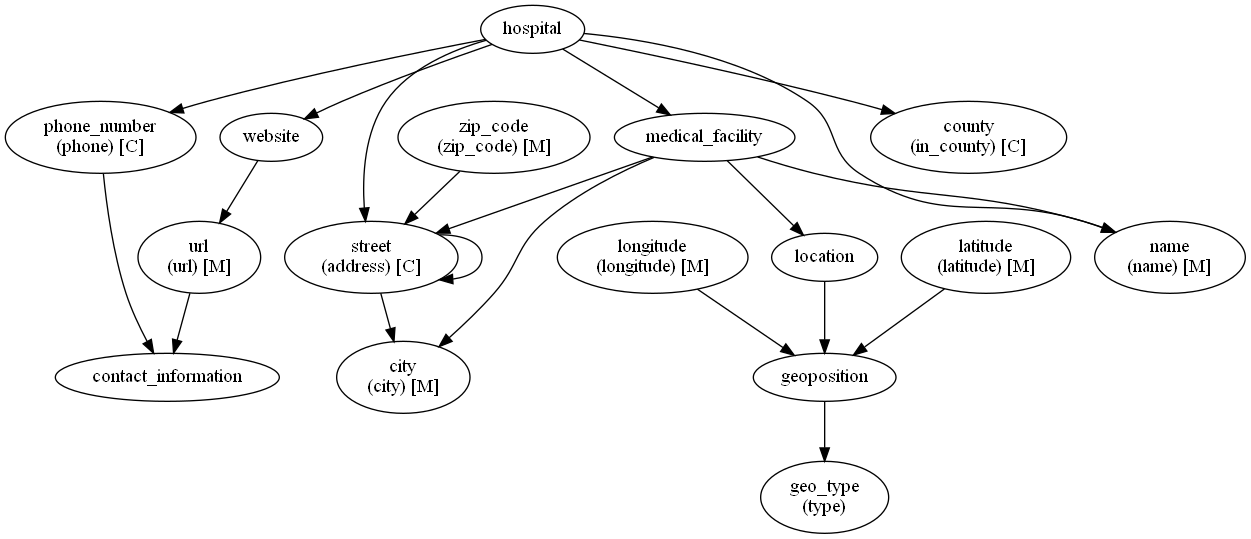 hospital
phone_number
(phone) [C]
website
zip_code
(zip_code) [M]
medical_facility
county
(in_county) [C]
url
(url) [M]
street
(address) [C]
longitude
(longitude) [M]
location
latitude
(latitude) [M]
name
(name) [M]
contact_information
city
(city) [M]
geoposition
geo_type
(type)